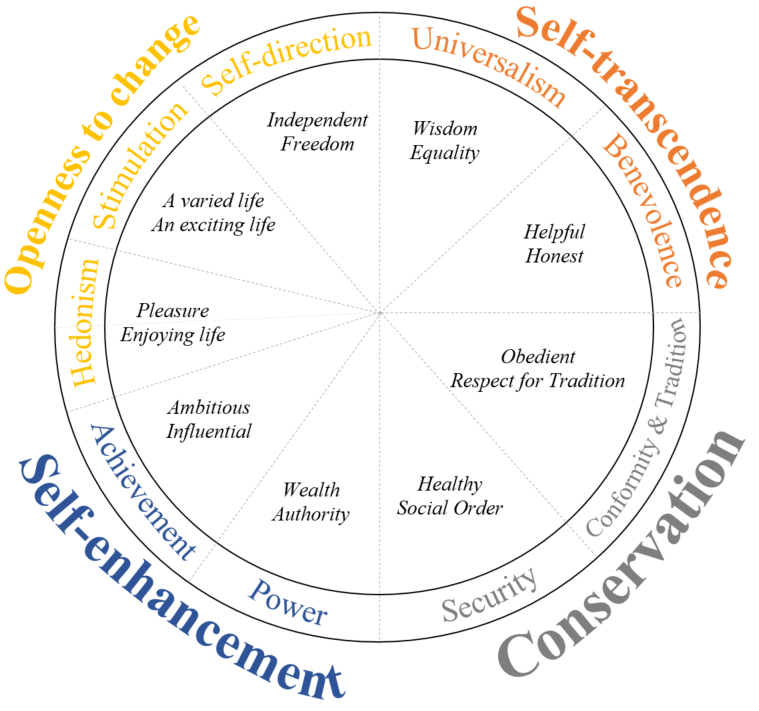 Openness to change
Self-transcendence
Self-direction
Universalism
Stimulation
Benevolence
Independent
Freedom
Wisdom
Equality
A varied life
An exciting life
Helpful
Honest
Hedonism
Pleasure
Enjoying life
Obedient
Respect for Tradition
Conformity & Tradition
Ambitious
Influential
Achievement
Wealth
Authority
Healthy
Social Order
Power
Security
Self-enhancement
Conservation